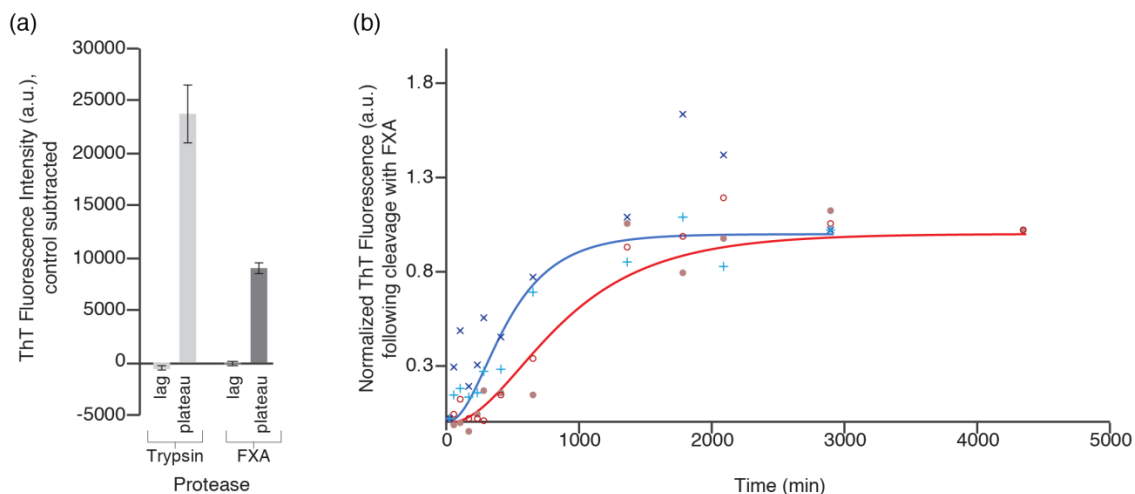 (a)
ThT Fluorescence Intensity (a.u.),
control subtracted
30000
25000
20000
15000
10000
5000
0
-5000
lag
plateau
lag
plateau
Trypsin
FXA
Protease
(b)
Normalized ThT Fluorescence (a.u.)
following cleavage with FXA
1.8
1.3
0.8
0.3
0
1000
2000
3000
4000
5000
Time (min)